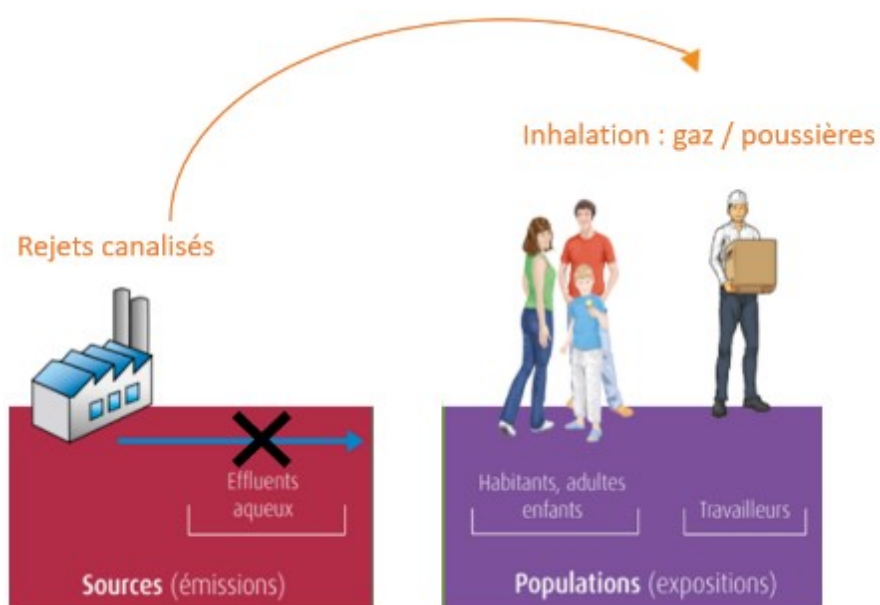 Inhalation : gaz / poussières
Rejets canalisés
Effluents
aqueux
Habitants, adultes
enfants
Travailleurs
Sources (émissions)
Populations (expositions)